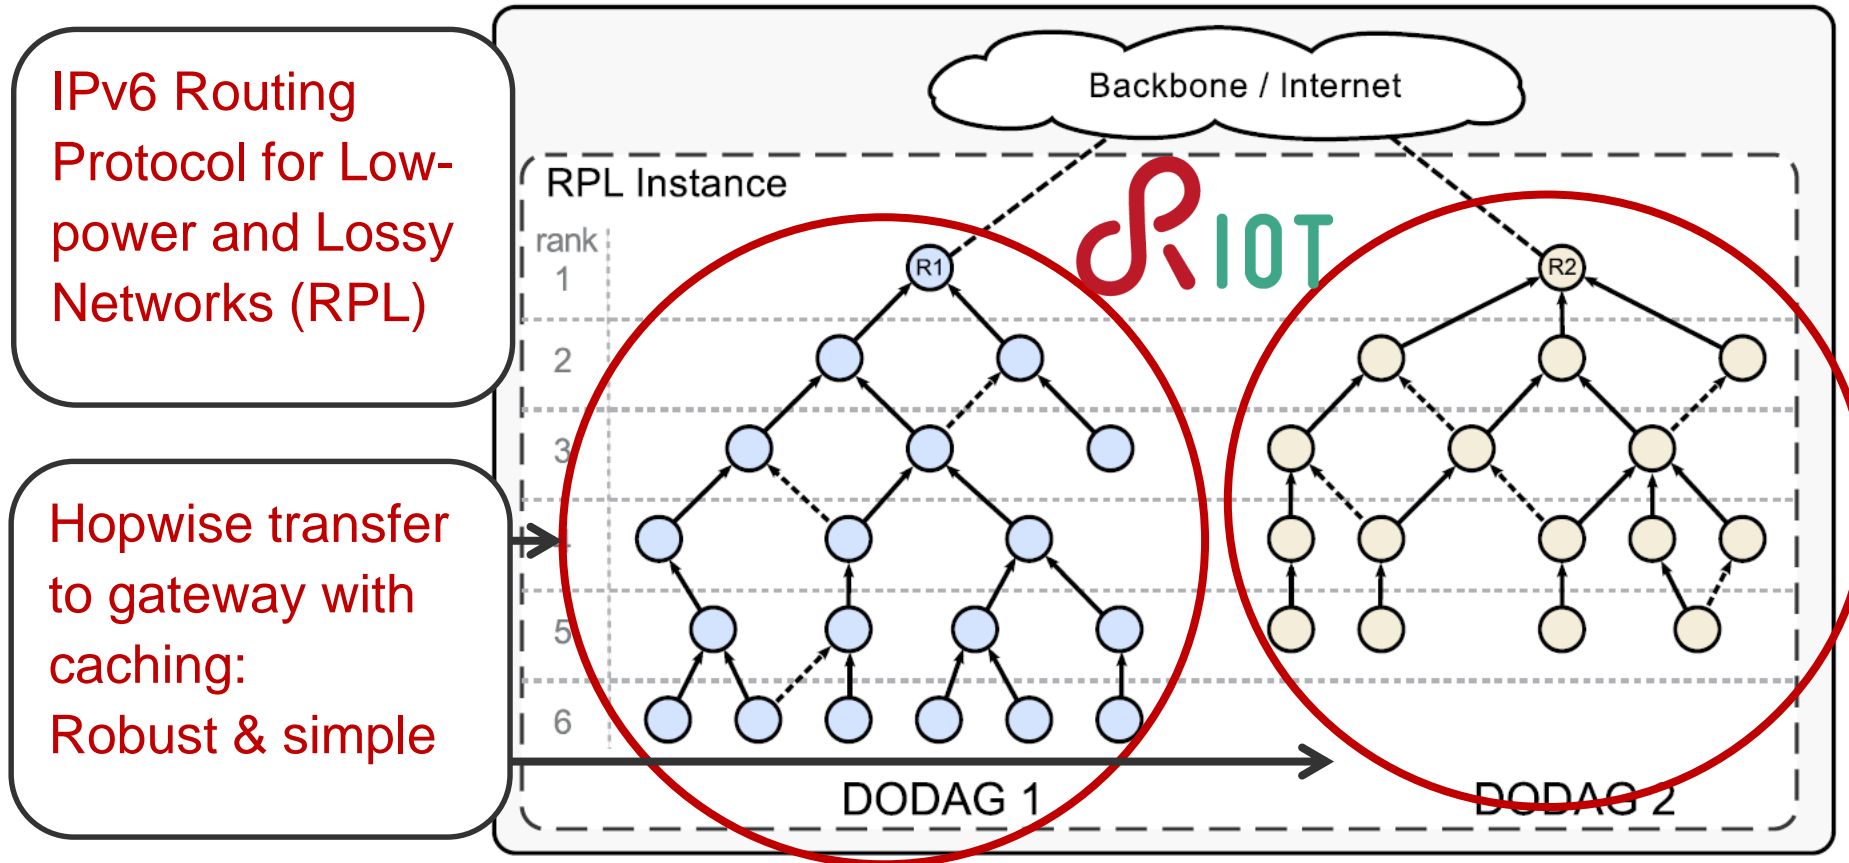 IPv6 Routing
Protocol for Low-
power and Lossy
Networks (RPL)
Hopwise transfer
to gateway with
caching:
Robust & simple
Backbone / Internet
RPL Instance
RIOT
rank
1
R1
R2
2
3
5
6
DODAG 1
DODAG 2